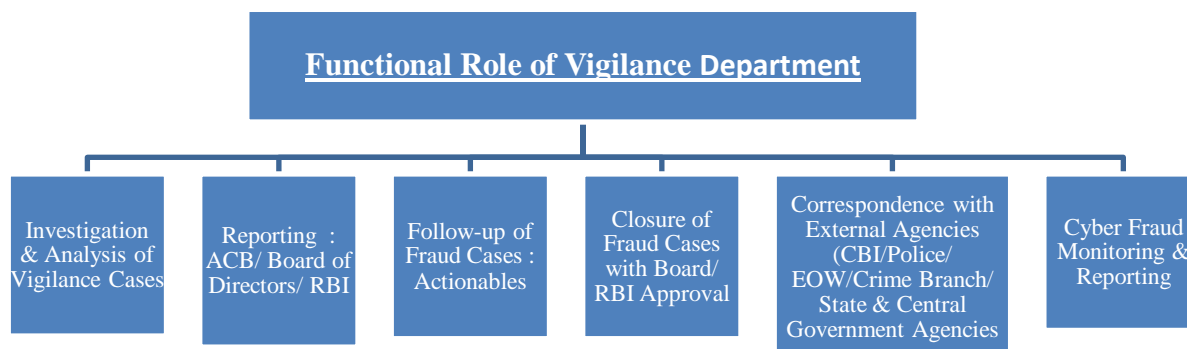 Functional Role of Vigilance Department
Investigation
& Analysis of
Vigilance Cases
Reporting :
ACB/ Board of
Directors/ RBI
Follow-up of
Fraud Cases :
Actionables
Closure of
Fraud Cases
with Board/
RBI Approval
Correspondence with
External Agencies
(CBI/Police/
EOW/Crime Branch/
State & Central
Government Agencies
Cyber Fraud
Monitoring &
Reporting